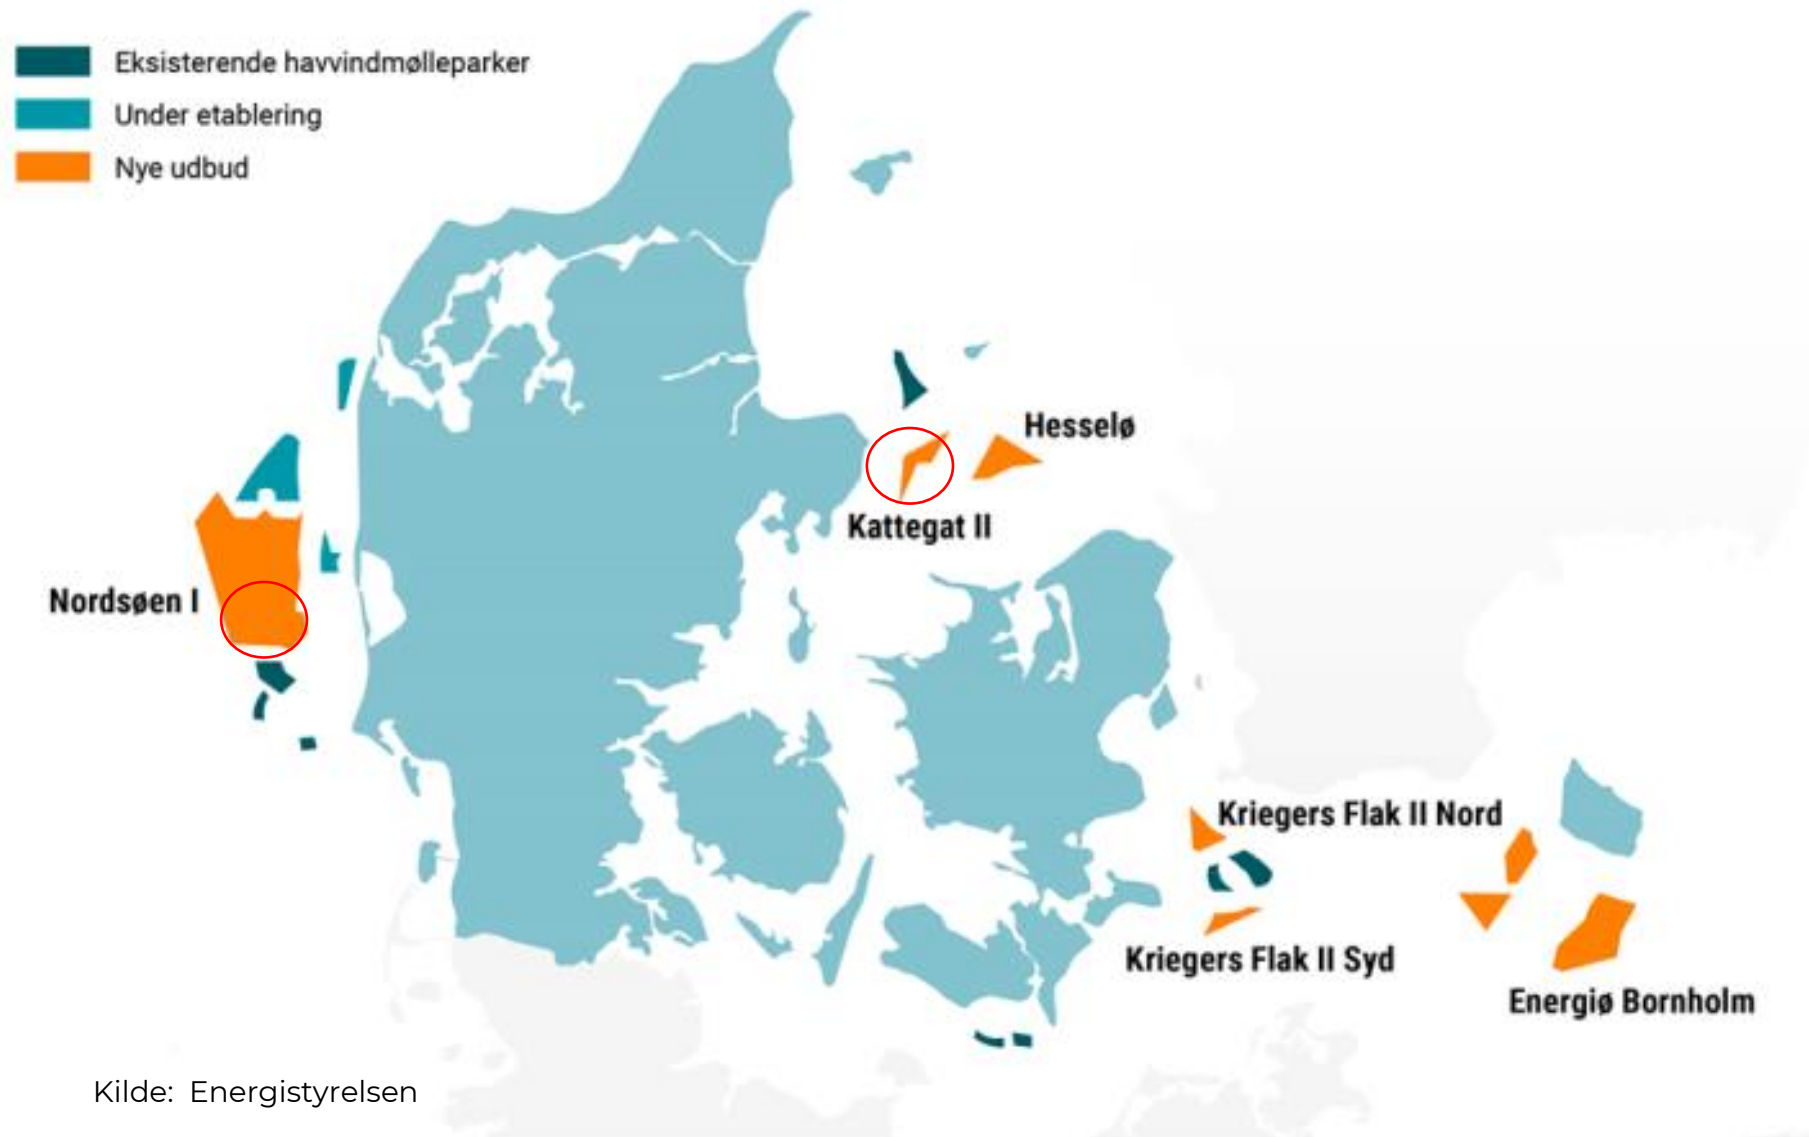 Eksisterende havvindmølleparker
Under etablering
Nye udbud
Hesselø
Kattegat II
Nordsøen I
Kriegers Flak II Nord
Kriegers Flak II Syd
Energiø Bornholm
Kilde: Energistyrelsen